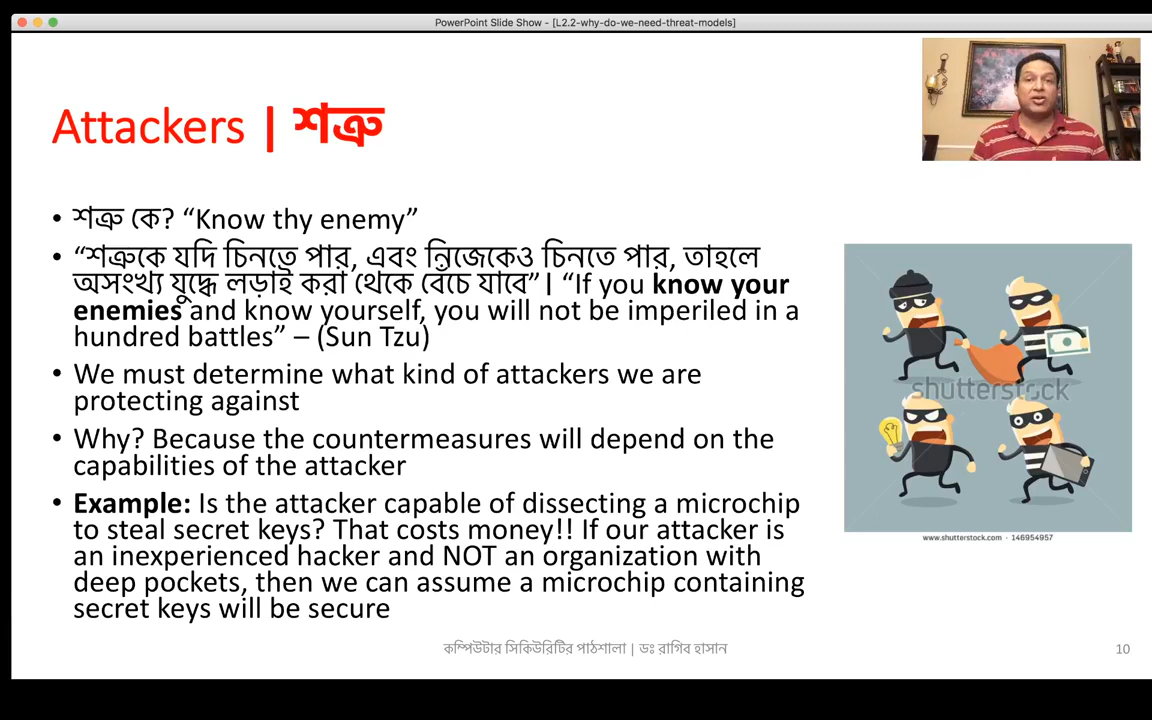 PowerPoint Slide Show - [L2.2-why-do-we-need-threat-models]
Attackers | শত্রু
• শত্রু কে? “Know thy enemy”
• “শত্রুকে যদি চিনতে পার, এবং নিজেকেও চিনতে পার, তাহলে
অসংখ্য যুদ্ধে লড়াই করা থেকে বেঁচে যাবে” | “If you know your
enemies and know yourself, you will not be imperiled in a
hundred battles” – (Sun Tzu)
• We must determine what kind of attackers we are
protecting against
• Why? Because the countermeasures will depend on the
capabilities of the attacker
• Example: Is the attacker capable of dissecting a microchip
to steal secret keys? That costs money!! If our attacker is
an inexperienced hacker and NOT an organization with
deep pockets, then we can assume a microchip containing
secret keys will be secure
shutterstock
www.shutterstock.com · 146954957
কম্পিউটার সিকিউরিটির পাঠশালা | ডঃ রাগিব হাসান
10